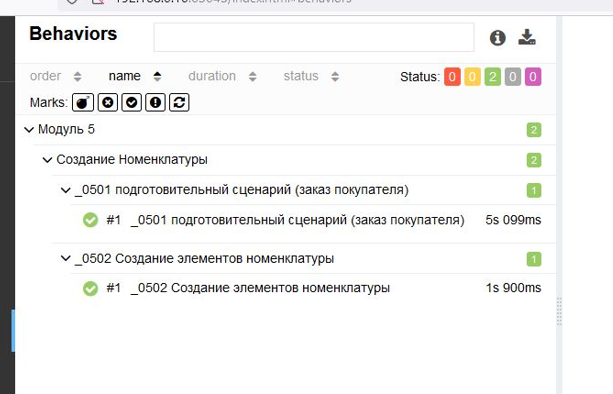 Behaviors
order name duration status Status: 0 0 2 0 0
Marks:
Модуль 5 2
Создание Номенклатуры 2
_0501 подготовительный сценарий (заказ покупателя) 1
#1 _0501 подготовительный сценарий (заказ покупателя) 5s 099ms
_0502 Создание элементов номенклатуры 1
#1 _0502 Создание элементов номенклатуры 1s 900ms